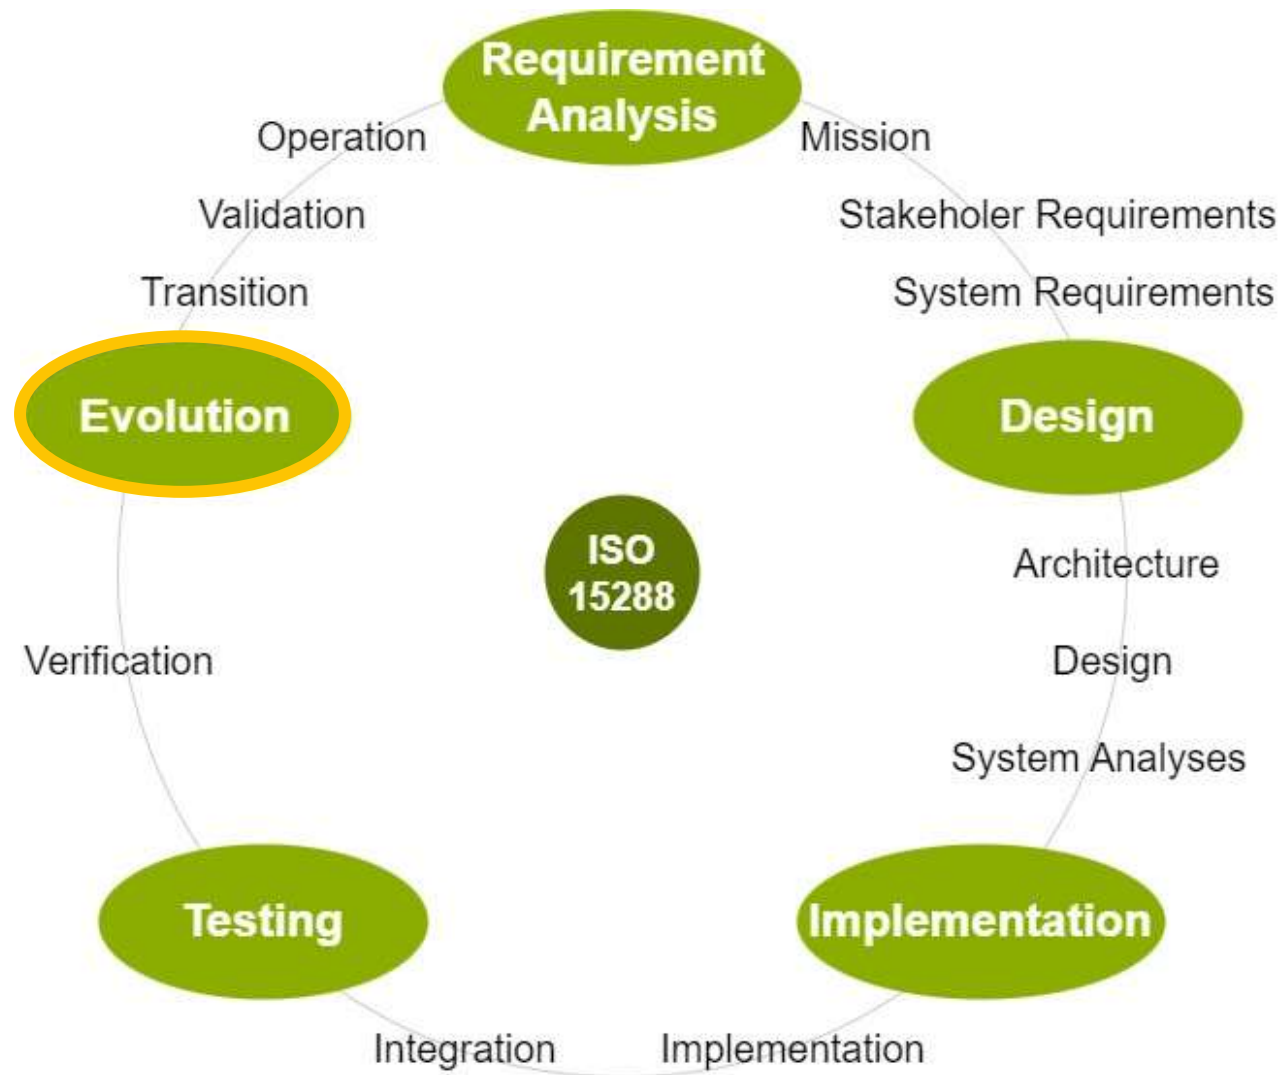 Requirement
Analysis
Operation
Mission
Validation
Stakeholer Requirements
Transition
System Requirements
Evolution
Design
ISO
15288
Architecture
Verification
Design
System Analyses
Testing
Implementation
Integration
Implementation